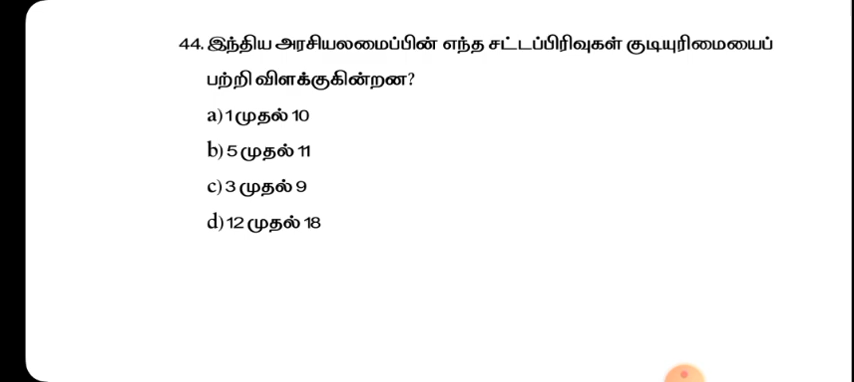 44. இந்திய அரசியலமைப்பின் எந்த சட்டப்பிரிவுகள் குடியுரிமையைப்
பற்றி விளக்குகின்றன?
a) 1 முதல் 10
b) 5 முதல் 11
c) 3 முதல் 9
d) 12 முதல் 18